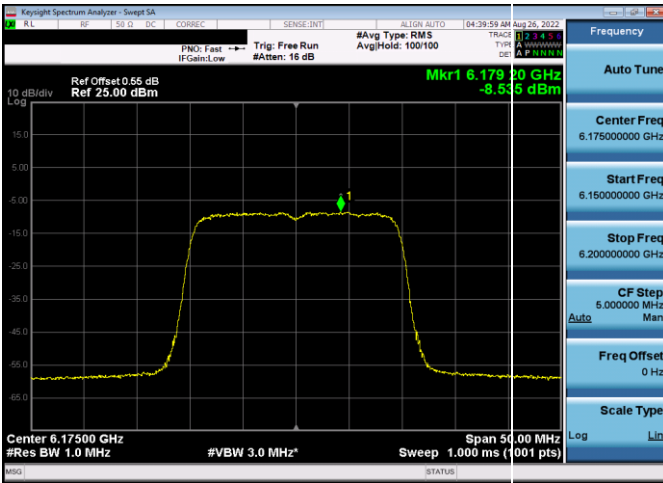 Keysight Spectrum Analyzer - Swept SA
RL RF 50 Ω DC CORREC SENSE:INT ALIGN AUTO 04:39:59 AM Aug 26, 2022
#Avg Type: RMS TRACE 1 2 3 4 5 6
PNO: Fast Trig: Free Run Avg|Hold: 100/100 TYPE A WWWWW
IFGain:Low #Atten: 16 dB DET A P N N N N
Mkr1 6.179 20 GHz
Ref Offset 0.55 dB
10 dB/div Ref 25.00 dBm -8.535 dBm
Log
1
15.0
5.00
-5.00
-15.0
-25.0
-35.0
-45.0
-55.0
-65.0
Center 6.17500 GHz Span 50.00 MHz
#Res BW 1.0 MHz #VBW 3.0 MHz* Sweep 1.000 ms (1001 pts)
MSG STATUS
Frequency
Auto Tune
Center Freq
6.175000000 GHz
Start Freq
6.150000000 GHz
Stop Freq
6.200000000 GHz
CF Step
5.000000 MHz
Auto Man
Freq Offset
0 Hz
Scale Type
Log Lin